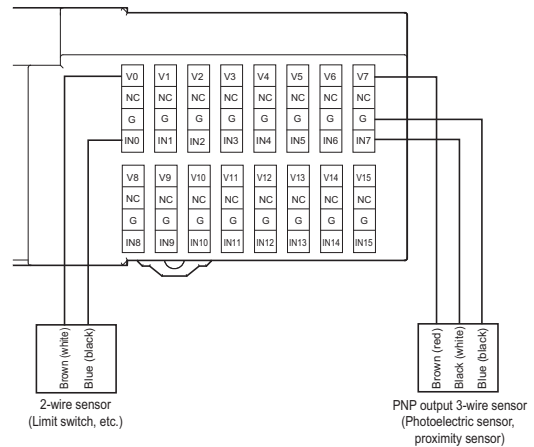 V0 V1 V2 V3 V4 V5 V6 V7
NC NC NC NC NC NC NC NC
G G G G G G G G
IN0 IN1 IN2 IN3 IN4 IN5 IN6 IN7
V8 V9 V10 V11 V12 V13 V14 V15
NC NC NC NC NC NC NC NC
G G G G G G G G
IN8 IN9 IN10 IN11 IN12 IN13 IN14 IN15
Brown (white)
Blue (black)
2-wire sensor
(Limit switch, etc.)
Brown (red)
Black (white)
Blue (black)
PNP output 3-wire sensor
(Photoelectric sensor,
proximity sensor)